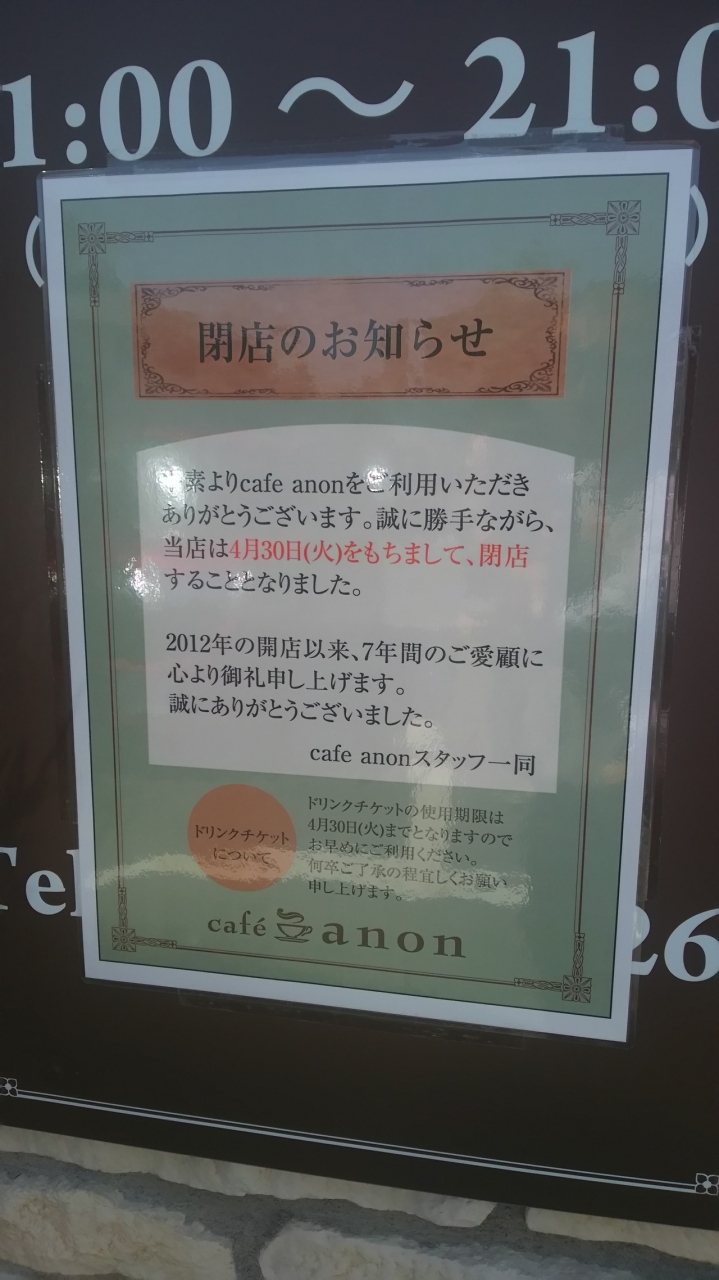 1:00 ～ 21:0
(
)
閉店のお知らせ
素よりcafe anonをご利用いただき
ありがとうございます。誠に勝手ながら、
当店は4月30日(火)をもちまして、閉店
することとなりました。
2012年の開店以来、7年間のご愛顧に
心より御礼申し上げます。
誠にありがとうございました。
cafe anonスタッフ一同
ドリンクチケット
について
ドリンクチケットの使用期限は
4月30日(火)までとなりますので
お早めにご利用ください。
何卒ご了承の程宜しくお願い
申し上げます。
café anon
Tel
26